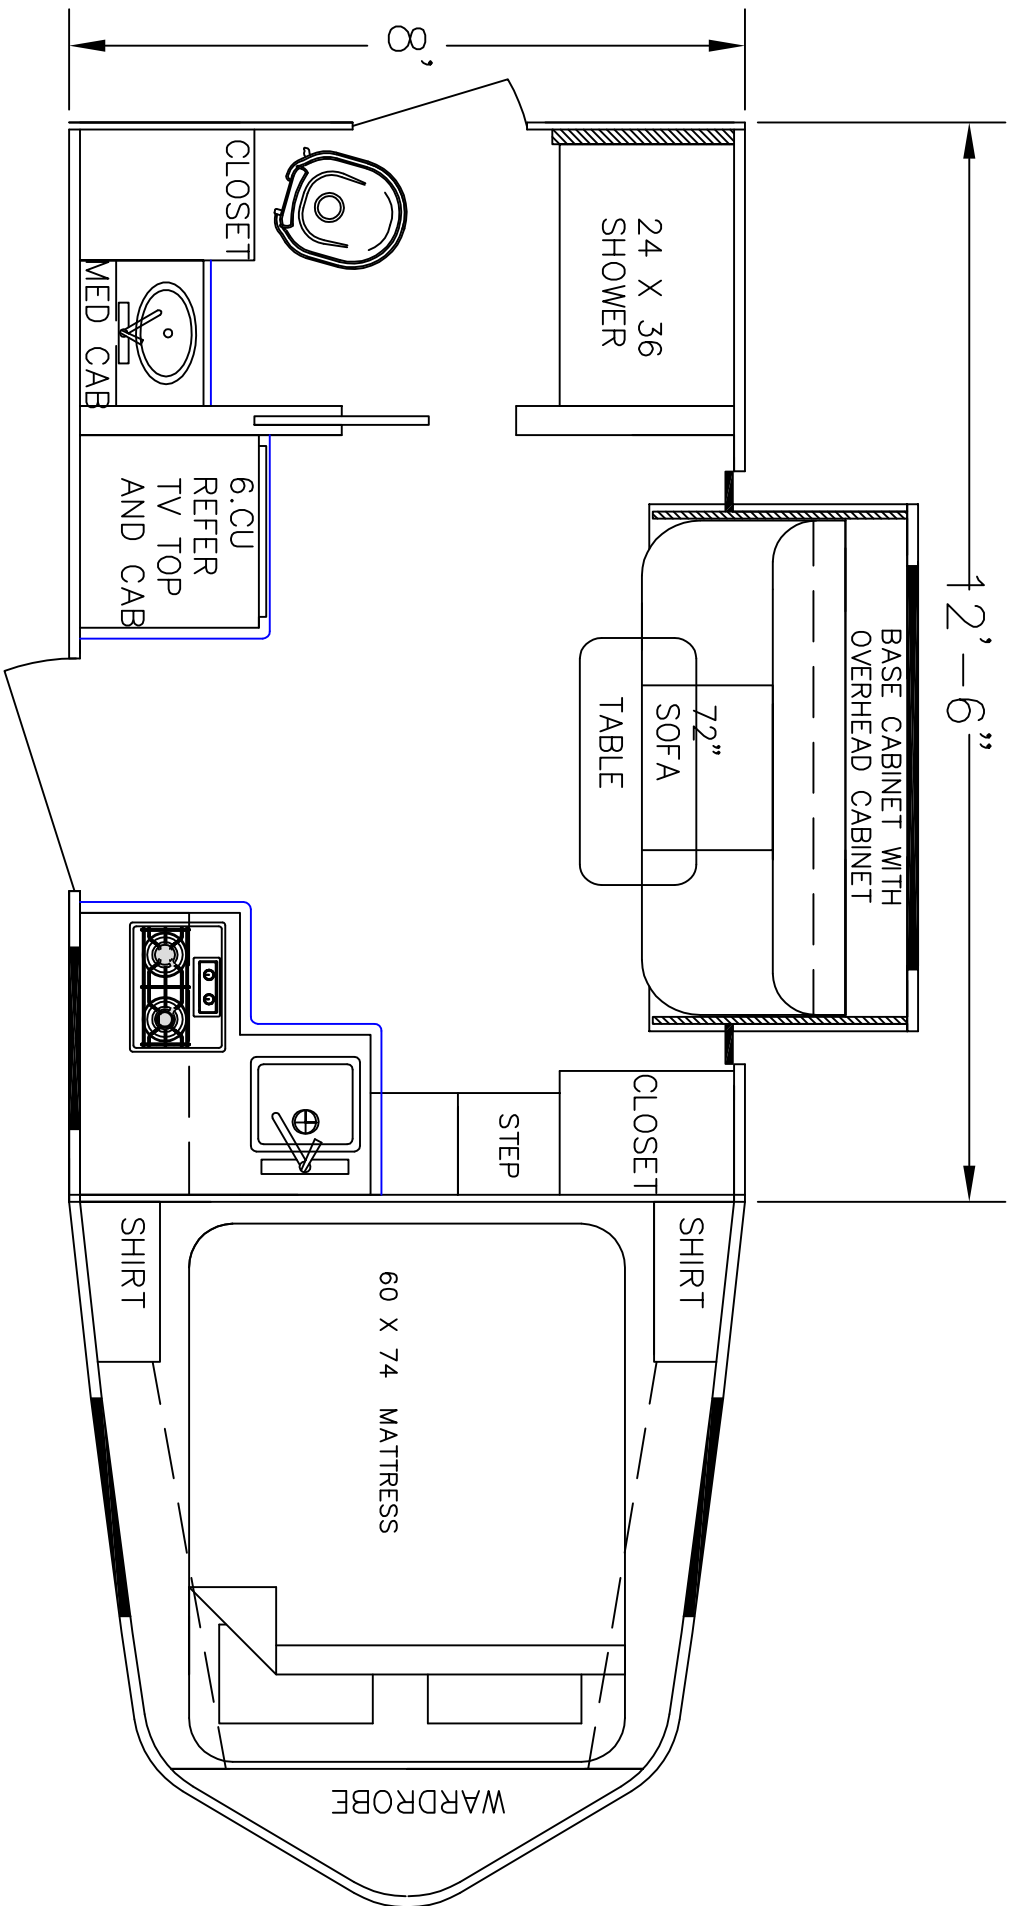 8'
12'-6"
CLOSET
24 X 36
SHOWER
MED CAB
6.CU
REFER
TV TOP
AND CAB
BASE CABINET WITH
OVERHEAD CABINET
72"
SOFA
TABLE
CLOSET
STEP
SHIRT
SHIRT
60 X 74 MATTRESS
WARDROBE